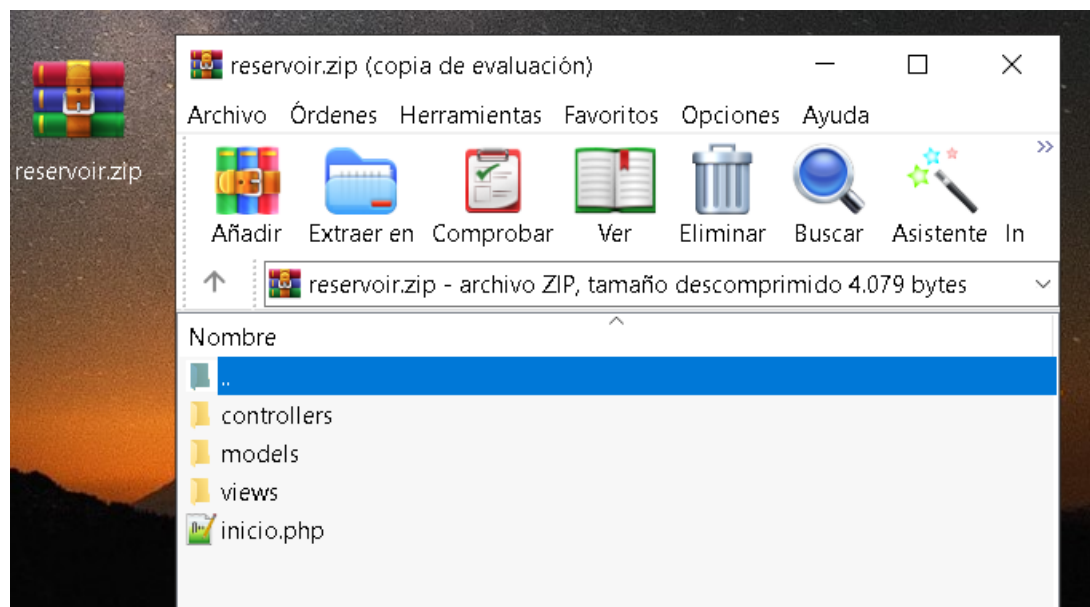 reservoir.zip
reservoir.zip (copia de evaluación)
Archivo Órdenes Herramientas Favoritos Opciones Ayuda
Añadir Extraer en Comprobar Ver Eliminar Buscar Asistente In
reservoir.zip - archivo ZIP, tamaño descomprimido 4.079 bytes
Nombre
..
controllers
models
views
inicio.php